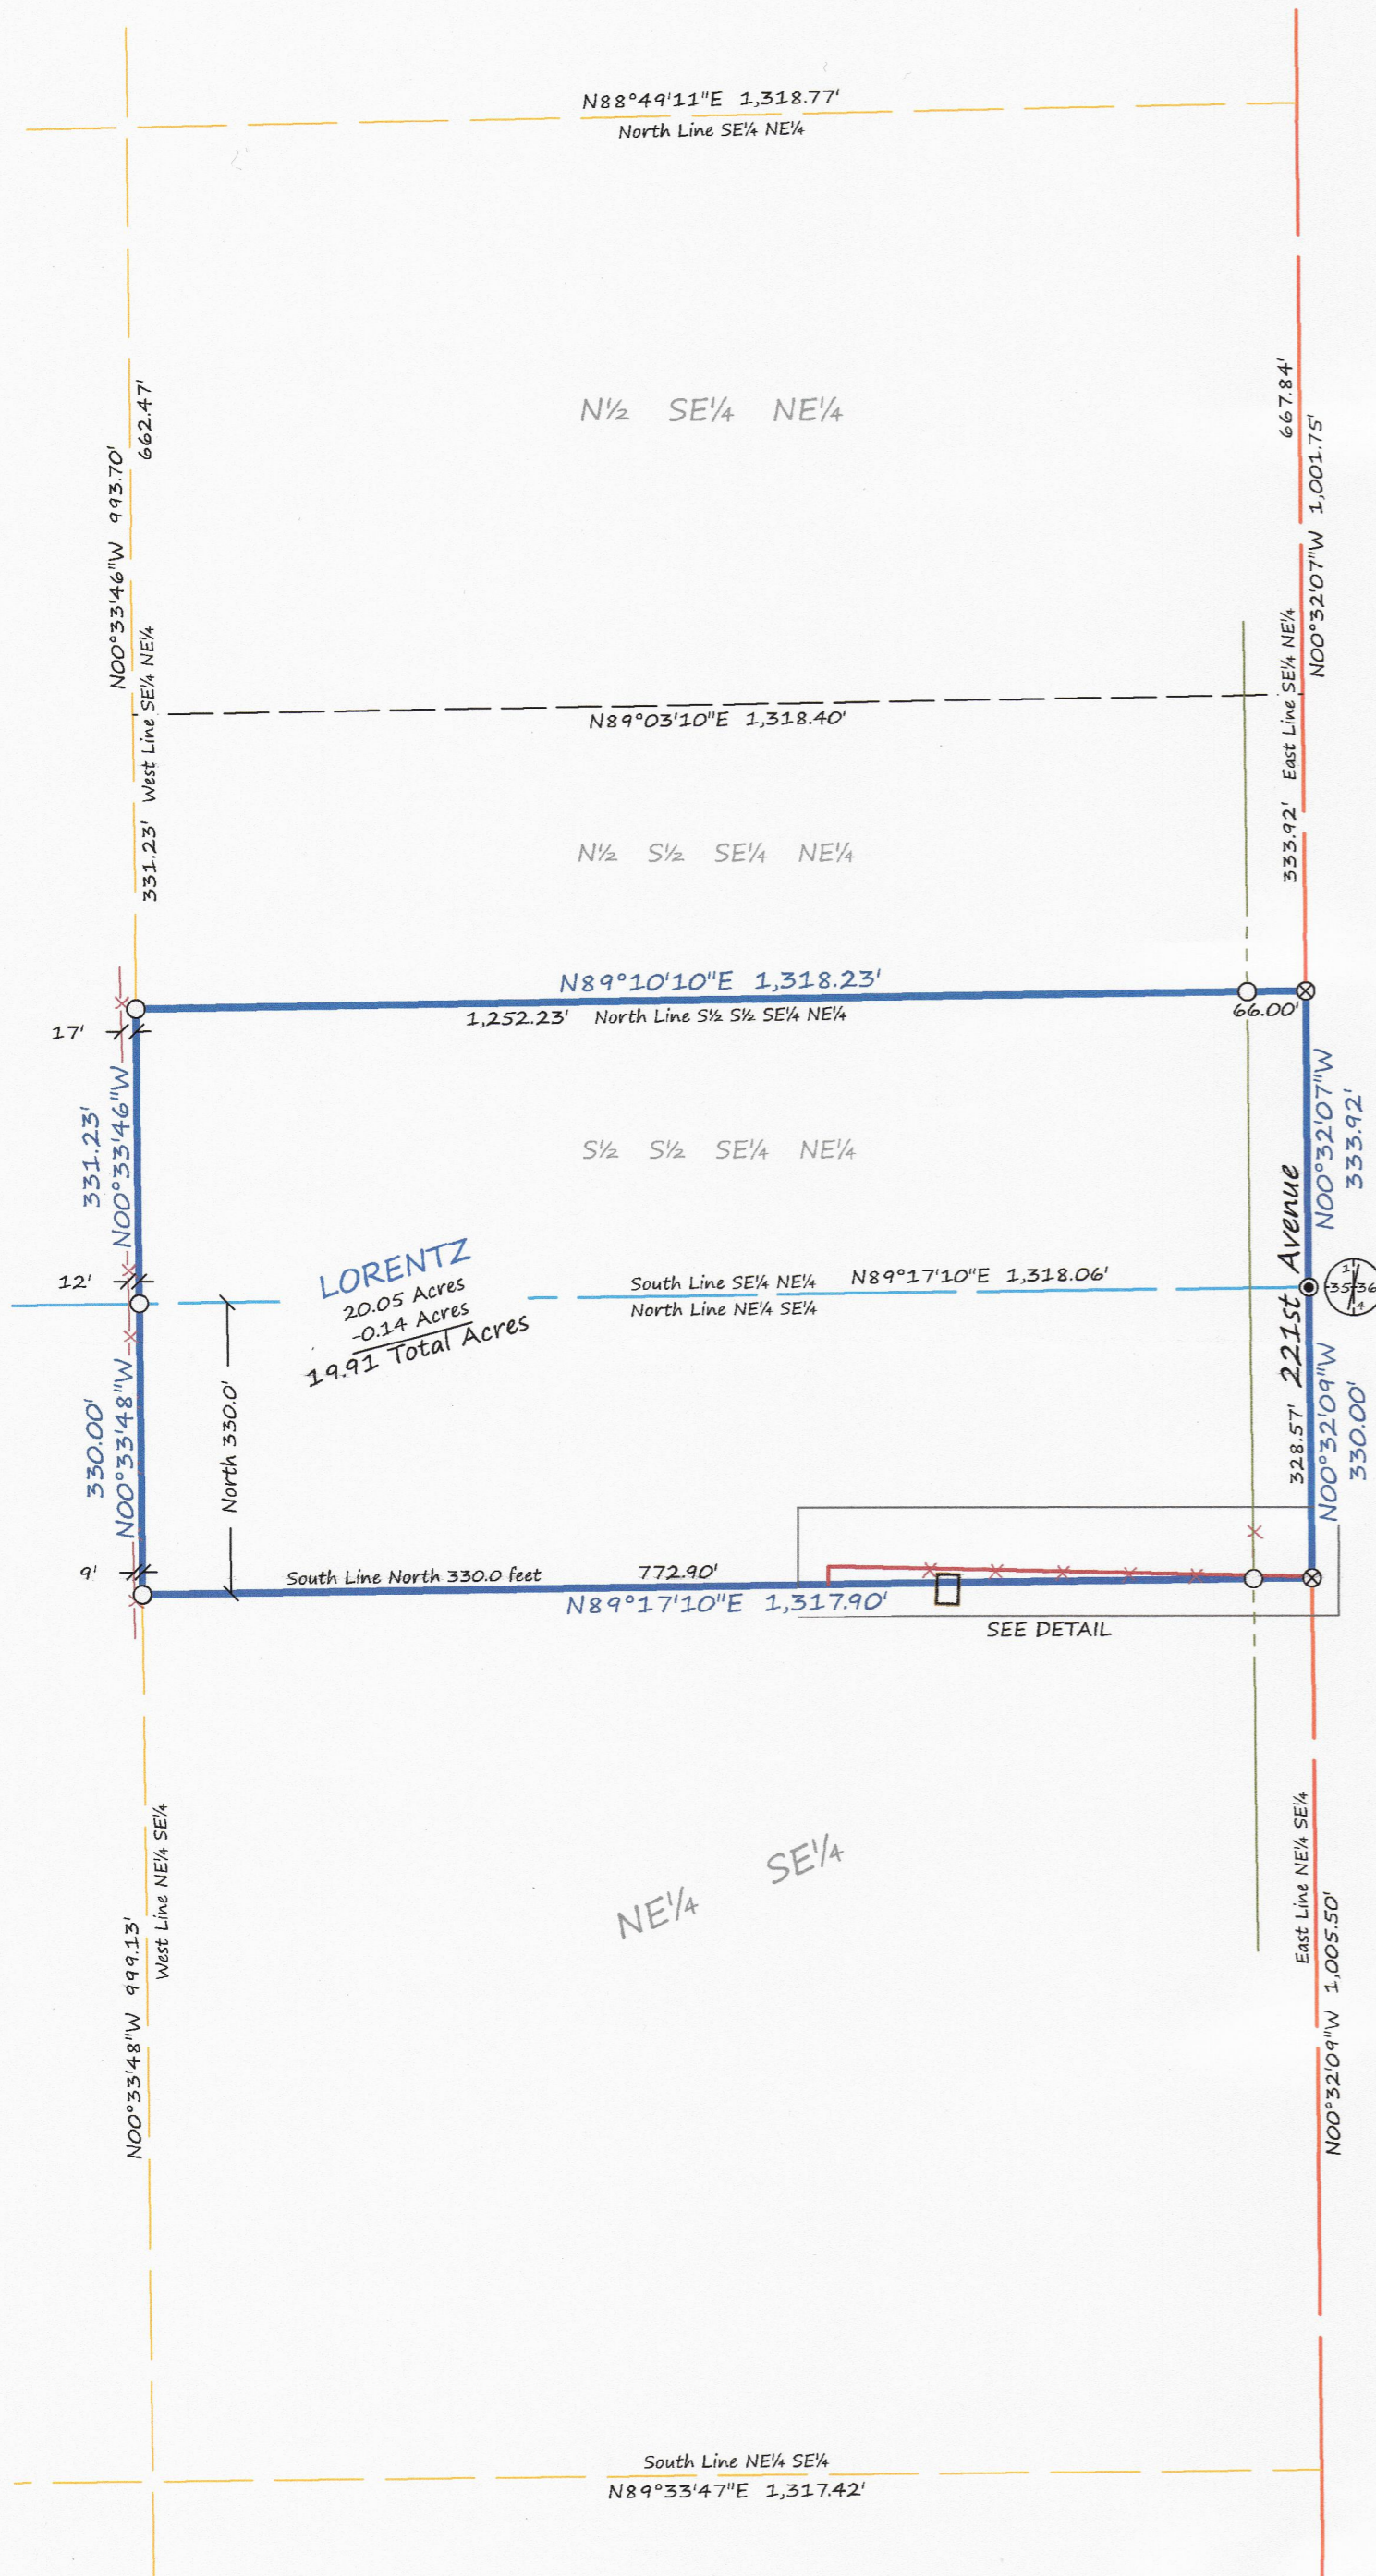 N88°49'11"E 1,318.77'
North Line SE¼ NE¼
662.47'
N00°33'46"W 993.70'
667.84'
N00°32'07"W 1,001.75'
N½ SE¼ NE¼
West Line SE¼ NE¼
East Line SE¼ NE¼
N89°03'10"E 1,318.40'
331.23'
333.92'
N½ S½ SE¼ NE¼
N89°10'10"E 1,318.23'
1,252.23' North Line S½ S½ SE¼ NE¼
66.00'
17'
331.23'
N00°33'46"W
N00°32'07"W
333.92'
S½ S½ SE¼ NE¼
221st Avenue
LORENTZ
20.05 Acres
-0.14 Acres
19.91 Total Acres
12'
South Line SE¼ NE¼ N89°17'10"E 1,318.06'
North Line NE¼ SE¼
1
35 36
4
330.00'
N00°33'48"W
North 330.0'
328.57'
N00°32'09"W
330.00'
9'
South Line North 330.0 feet 772.90'
N89°17'10"E 1,317.90'
SEE DETAIL
West Line NE¼ SE¼
N00°33'48"W 999.13'
NE¼ SE¼
East Line NE¼ SE¼
N00°32'09"W 1,005.50'
South Line NE¼ SE¼
N89°33'47"E 1,317.42'